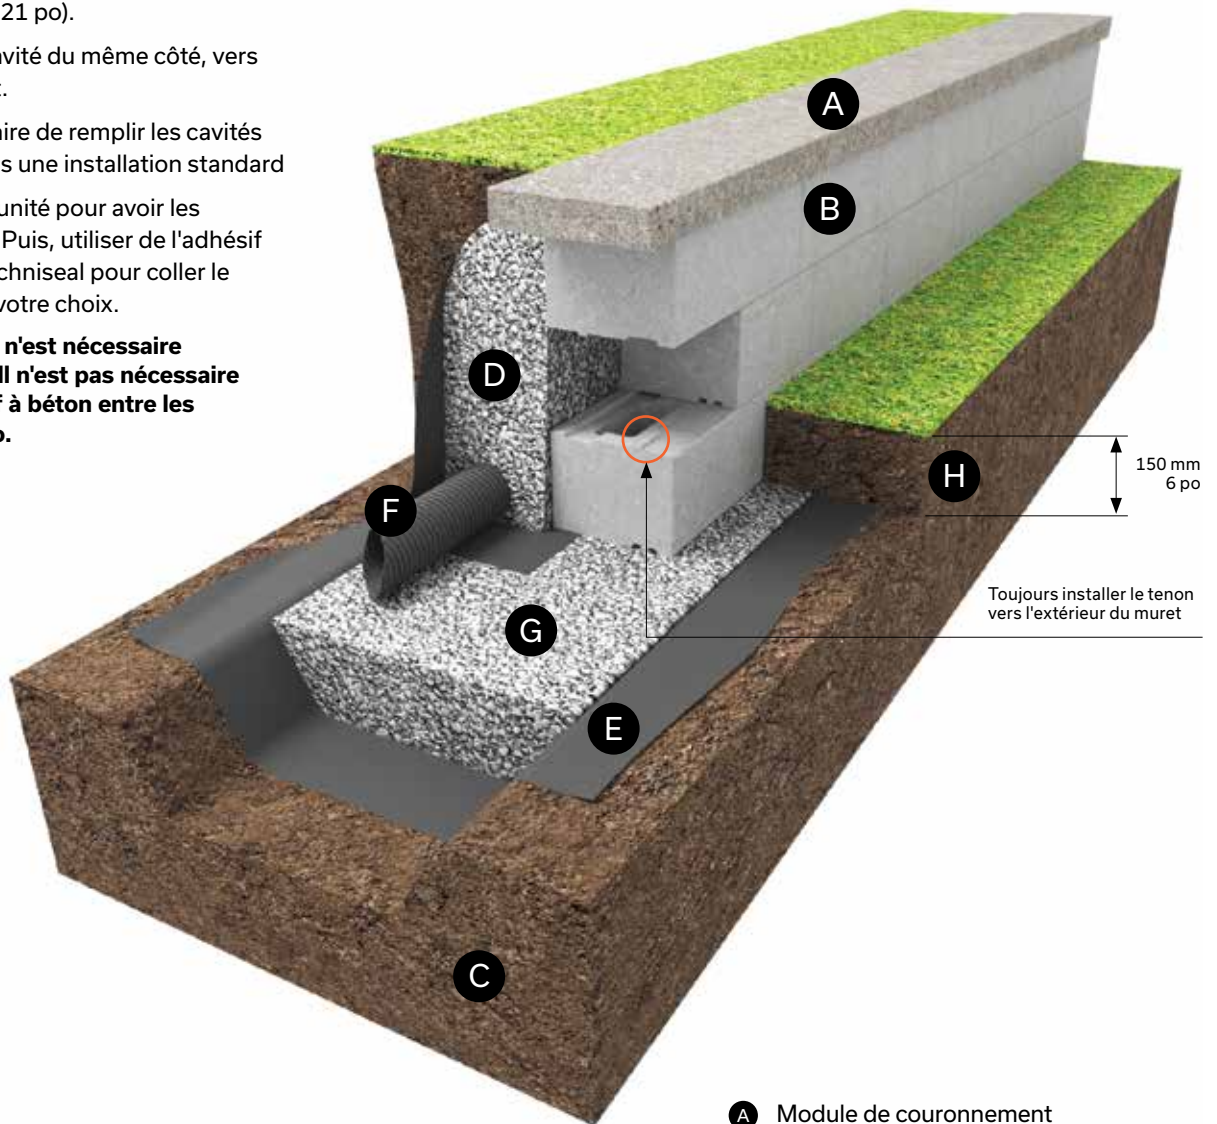 21 po).
avité du même côté, vers
t.
aire de remplir les cavités
s une installation standard
unité pour avoir les
Puis, utiliser de l'adhésif
chniseal pour coller le
votre choix.
n'est nécessaire
Il n'est pas nécessaire
f à béton entre les
o.
A
B
D
H
150 mm
6 po
F
Toujours installer le tenon
vers l'extérieur du muret
G
E
C
A Module de couronnement